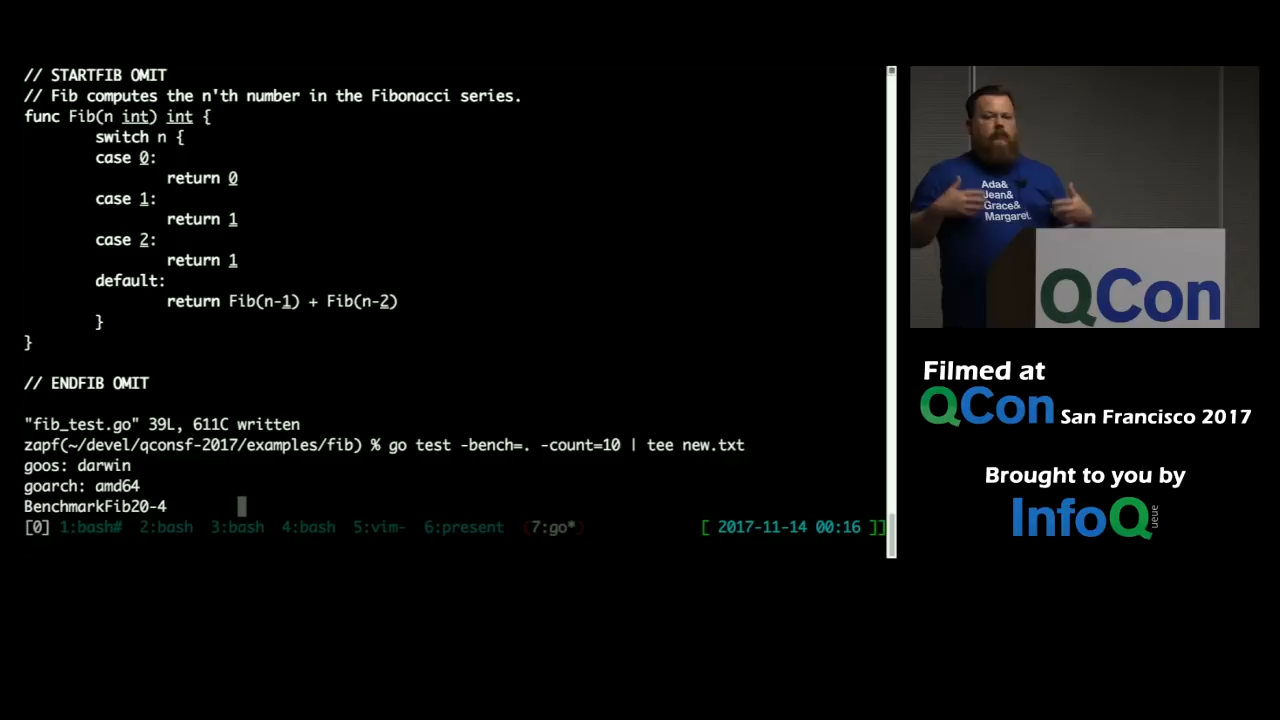 // STARTFIB OMIT
// Fib computes the n'th number in the Fibonacci series.
func Fib(n int) int {
switch n {
case 0:
return 0
case 1:
return 1
case 2:
return 1
default:
return Fib(n-1) + Fib(n-2)
}
}
// ENDFIB OMIT
"fib_test.go" 39L, 611C written
zapf(~/devel/qconsf-2017/examples/fib) % go test -bench=. -count=10 | tee new.txt
goos: darwin
goarch: amd64
BenchmarkFib20-4
[0] 1:bash# 2:bash 3:bash 4:bash 5:vim- 6:present (7:go*) [ 2017-11-14 00:16 ]]
Ada&
Jean&
Grace&
Margaret.
QCon
Filmed at
QCon San Francisco 2017
Brought to you by
InfoQ
ueue